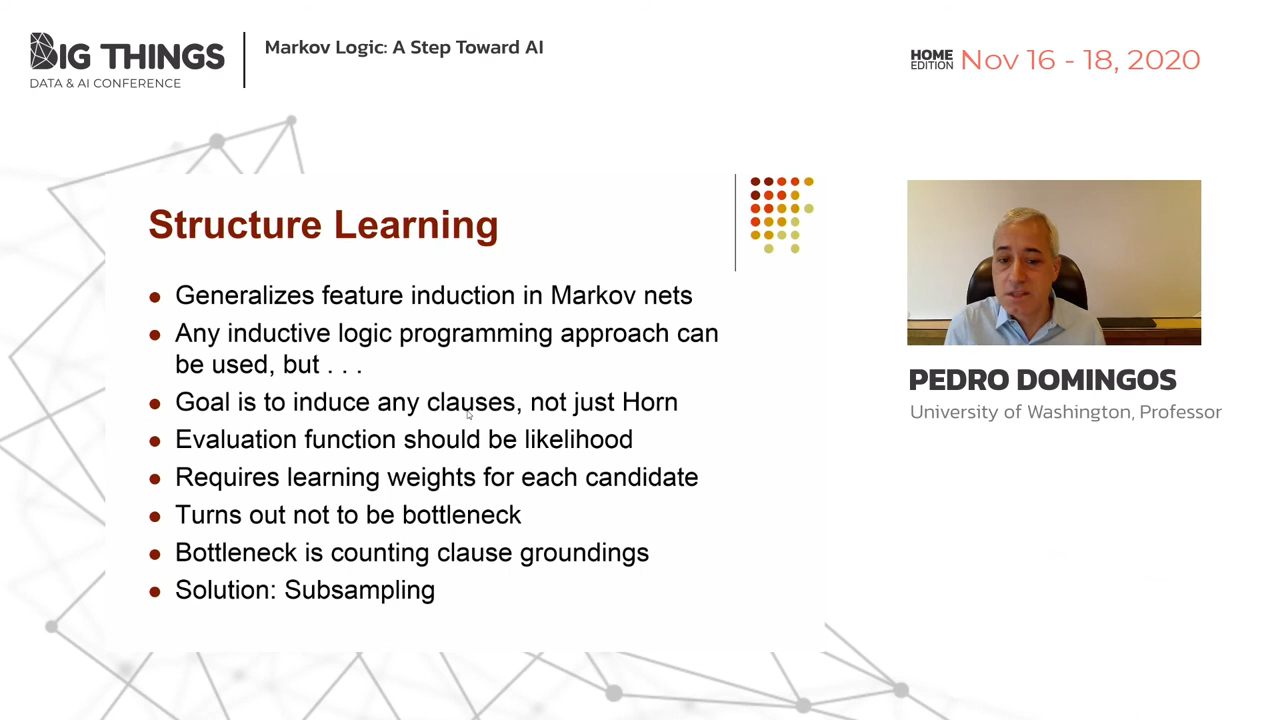 BIG THINGS
DATA & AI CONFERENCE
Markov Logic: A Step Toward AI
HOME
EDITION
Nov 16 - 18, 2020
Structure Learning
• Generalizes feature induction in Markov nets
• Any inductive logic programming approach can
be used, but . . .
• Goal is to induce any clauses, not just Horn
• Evaluation function should be likelihood
• Requires learning weights for each candidate
• Turns out not to be bottleneck
• Bottleneck is counting clause groundings
• Solution: Subsampling
PEDRO DOMINGOS
University of Washington, Professor